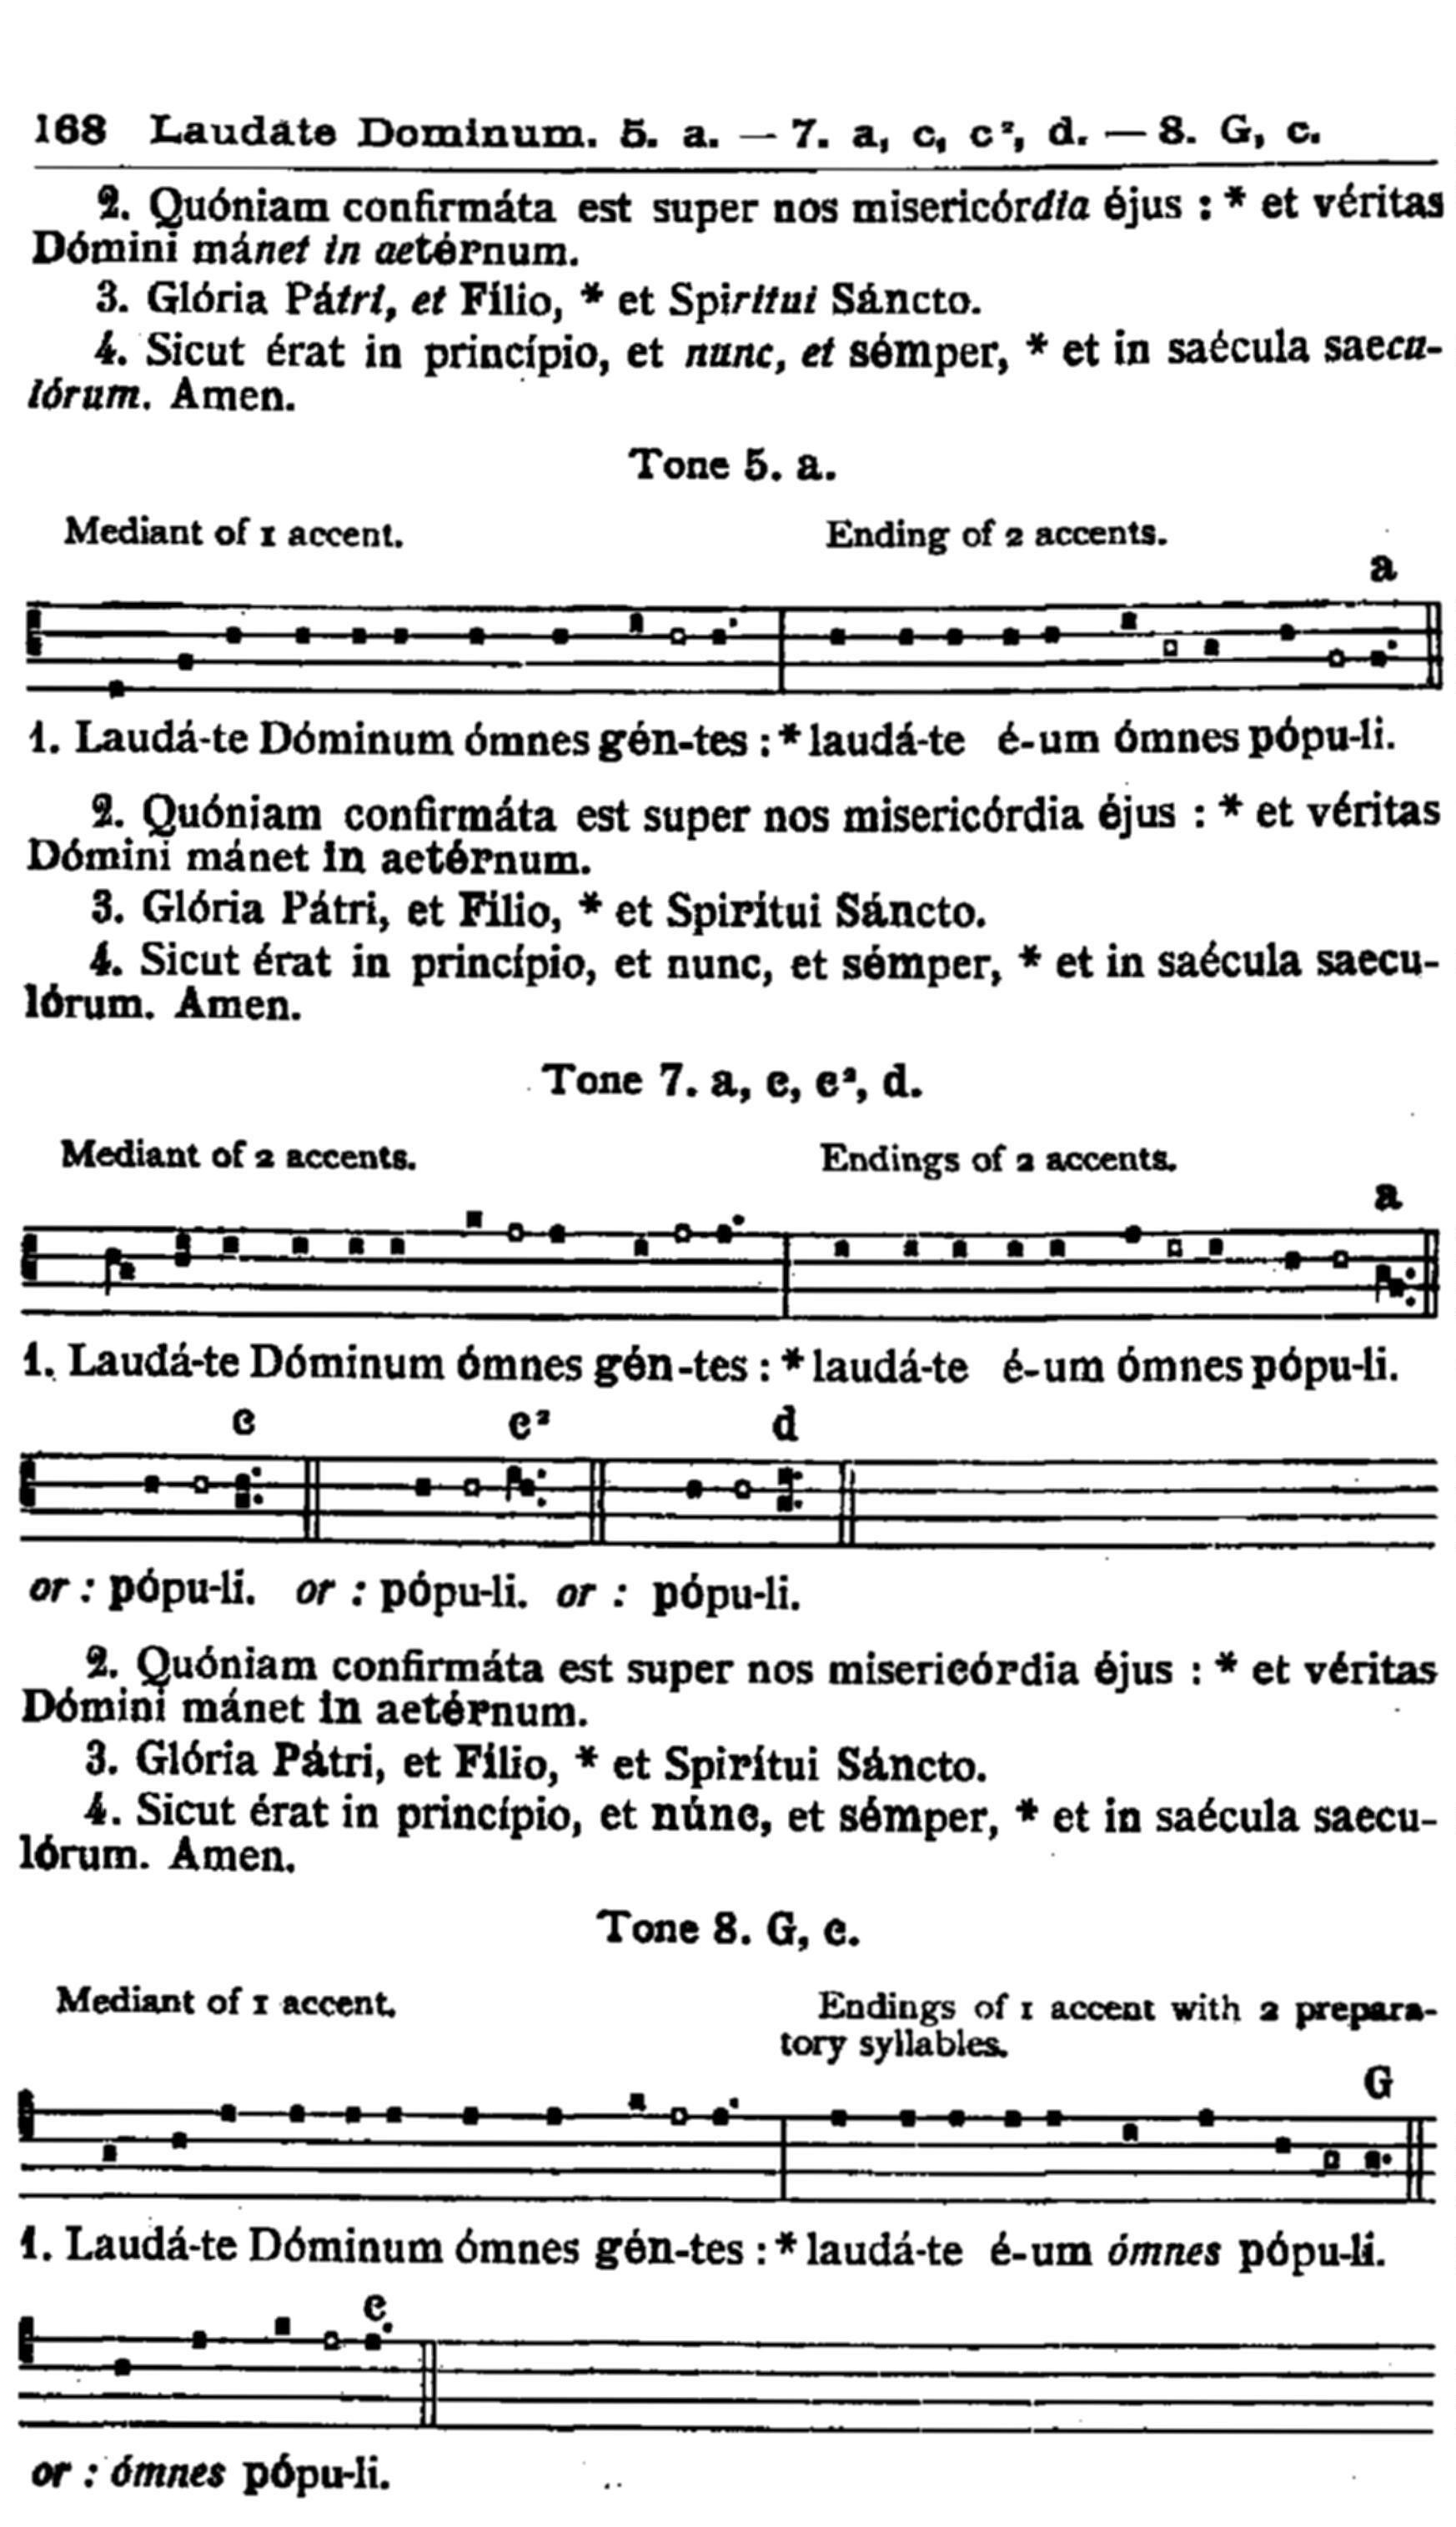 168 Laudáte Dominum. 5. a. — 7. a, c, c², d. — 8. G, c.
2. Quóniam confirmáta est super nos misericórdia éjus : * et véritas
Dómini mánet in aetérnum.
3. Glória Pátri, et Fílio, * et Spirítui Sáncto.
4. Sicut érat in princípio, et nunc, et sémper, * et in saécula saecu-
lórum. Amen.
Tone 5. a.
Mediant of 1 accent. Ending of 2 accents.
a
1. Laudá-te Dóminum ómnes gén-tes : * laudá-te é-um ómnes pópu-li.
2. Quóniam confirmáta est super nos misericórdia éjus : * et véritas
Dómini mánet in aetérnum.
3. Glória Pátri, et Fílio, * et Spirítui Sáncto.
4. Sicut érat in princípio, et nunc, et sémper, * et in saécula saecu-
lórum. Amen.
Tone 7. a, c, c², d.
Mediant of 2 accents. Endings of 2 accents.
a
1. Laudá-te Dóminum ómnes gén-tes : * laudá-te é-um ómnes pópu-li.
c c² d
or : pópu-li. or : pópu-li. or : pópu-li.
2. Quóniam confirmáta est super nos misericórdia éjus : * et véritas
Dómini mánet in aetérnum.
3. Glória Pátri, et Fílio, * et Spirítui Sáncto.
4. Sicut érat in princípio, et núnc, et sémper, * et in saécula saecu-
lórum. Amen.
Tone 8. G, c.
Mediant of 1 accent. Endings of 1 accent with 2 prepara-
tory syllables.
G
1. Laudá-te Dóminum ómnes gén-tes : * laudá-te é-um ómnes pópu-li.
c
or : ómnes pópu-li.